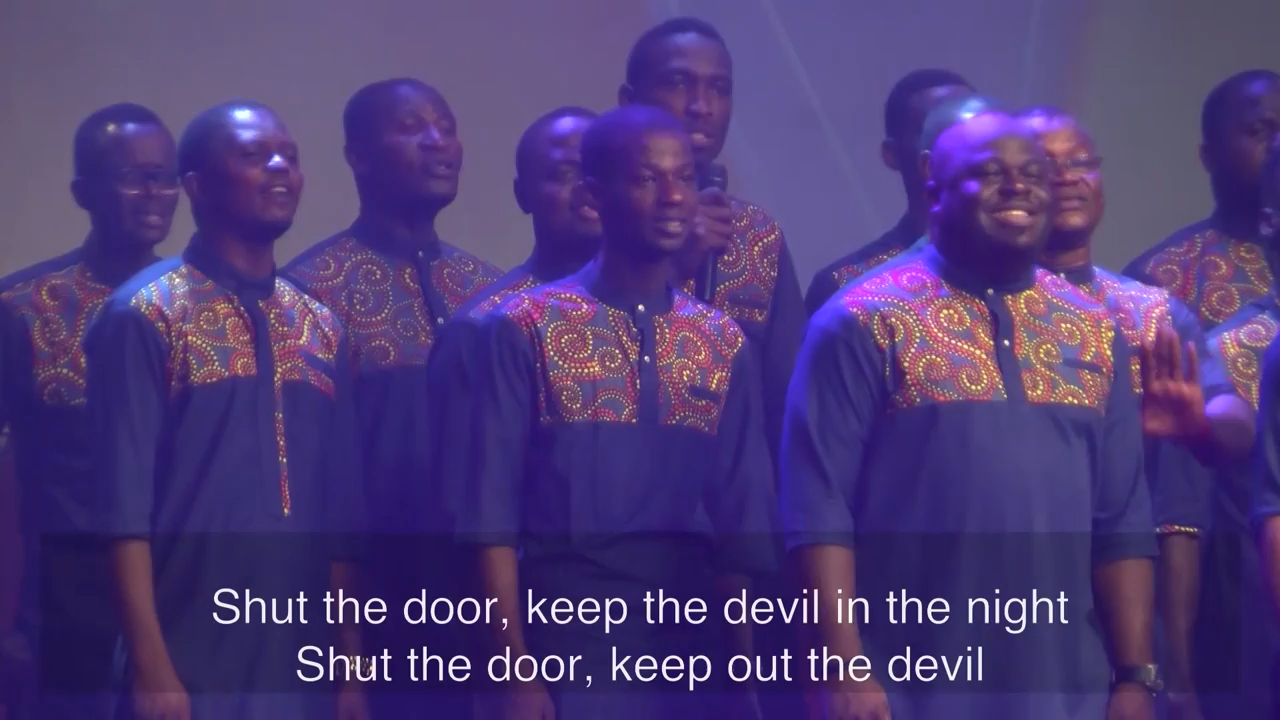 Shut the door, keep the devil in the night
Shut the door, keep out the devil